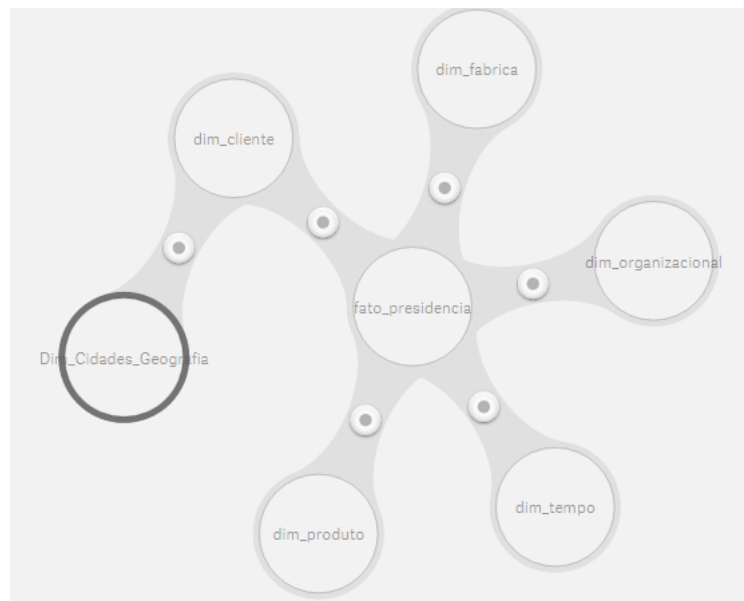 dim_fabrica
dim_cliente
dim_organizacional
fato_presidencia
Dim_Cidades_Geografia
dim_tempo
dim_produto